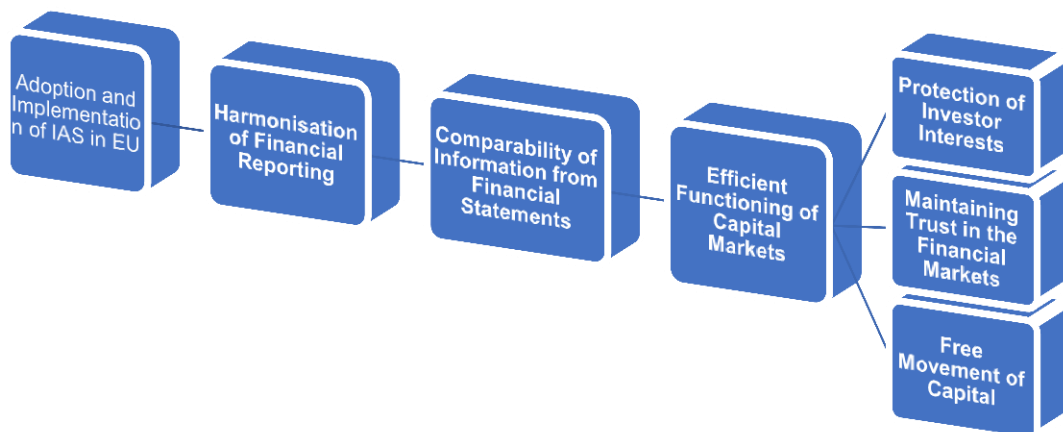 Adoption and
Implementatio
n of IAS in EU
Harmonisation
of Financial
Reporting
Comparability of
Information from
Financial
Statements
Efficient
Functioning of
Capital
Markets
Protection of
Investor
Interests
Maintaining
Trust in the
Financial
Markets
Free
Movement of
Capital